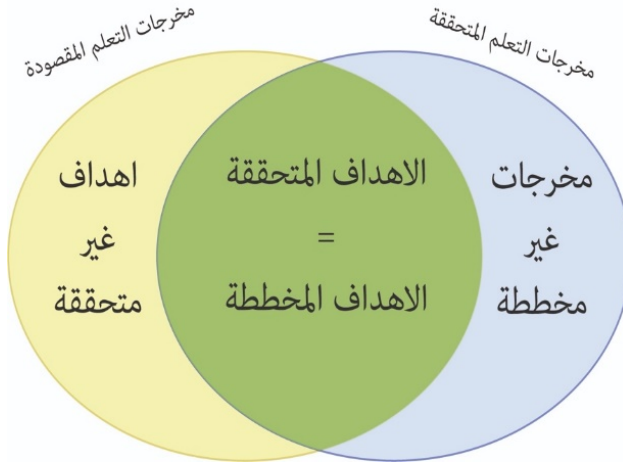 مخرجات التعلم المقصودة
مخرجات التعلم المتحققة
اهداف
غير
متحققة
الاهداف المتحققة
=
الاهداف المخططة
مخرجات
غير
مخططة